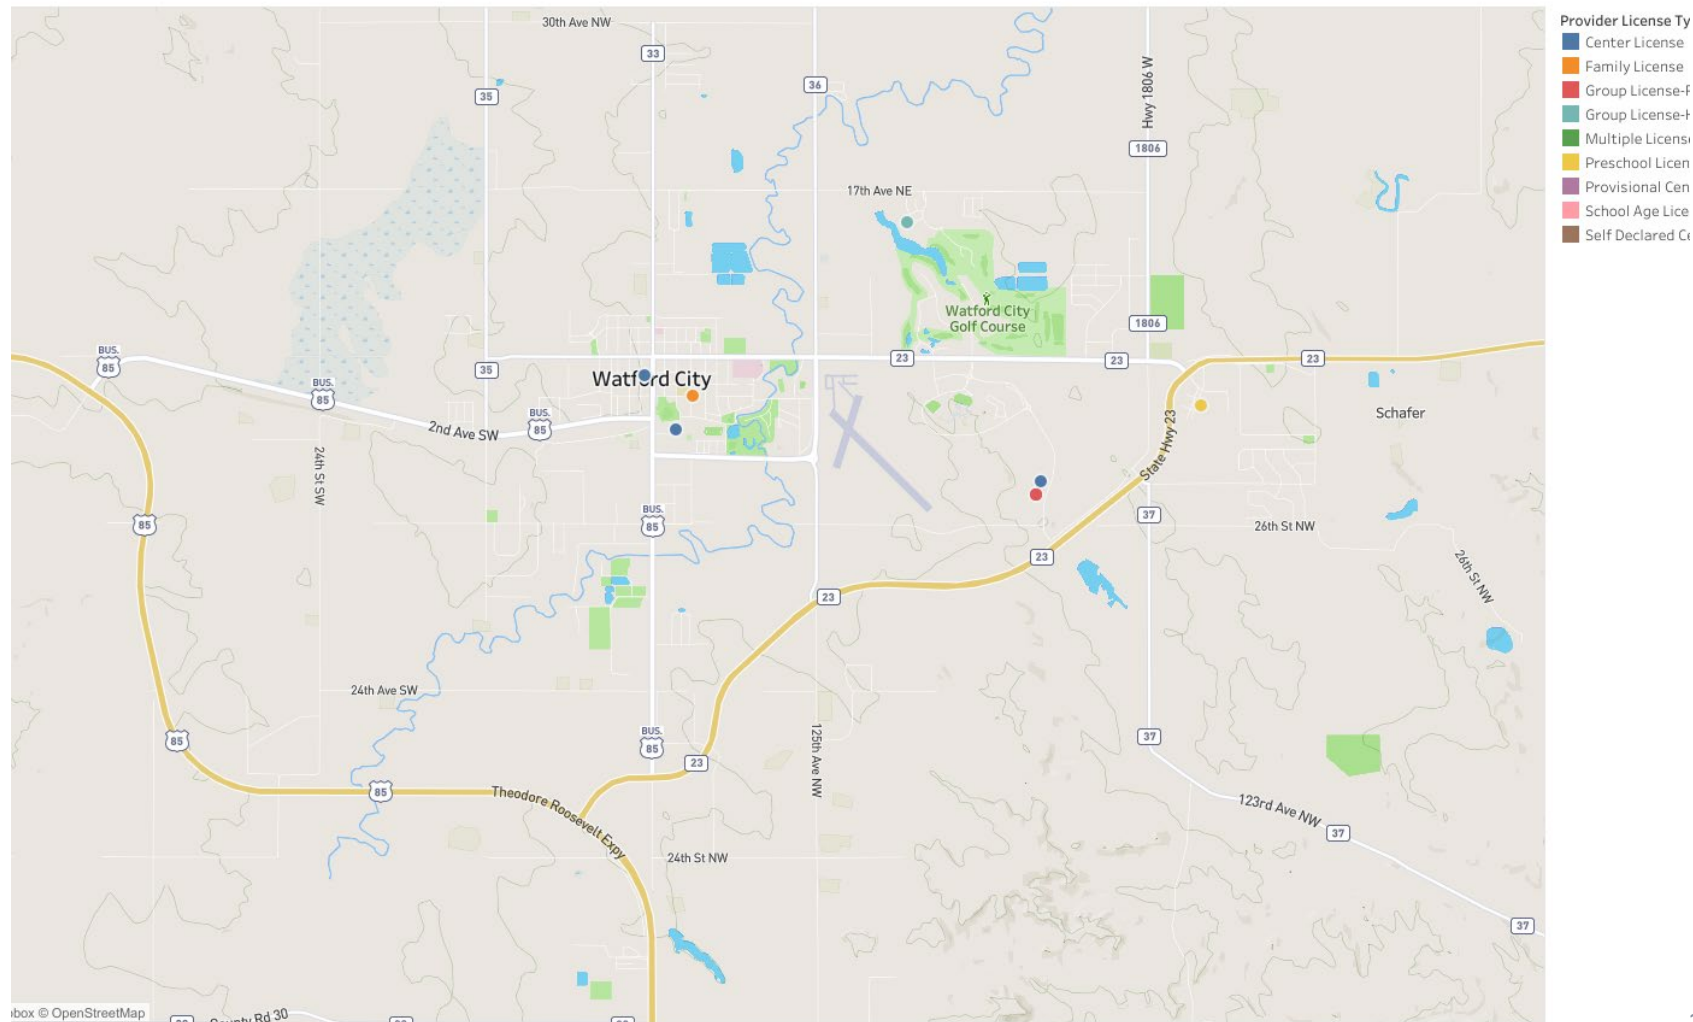 30th Ave NW
33
35
36
Hwy 1806 W
1806
17th Ave NE
Watford City
Golf Course
1806
BUS.
85
35
23
23
23
BUS.
85
Watford City
BUS.
85
2nd Ave SW
Schafer
State Hwy 23
24th St SW
85
BUS.
85
37
26th St NW
23
26th St NW
23
24th Ave SW
85
BUS.
85
23
125th Ave NW
37
85
Theodore Roosevelt Expy
123rd Ave NW
37
24th St NW
37
box © OpenStreetMap
County Rd 30
Provider License Ty
Center License
Family License
Group License-F
Group License-H
Multiple License
Preschool Licen
Provisional Cen
School Age Lice
Self Declared Ce